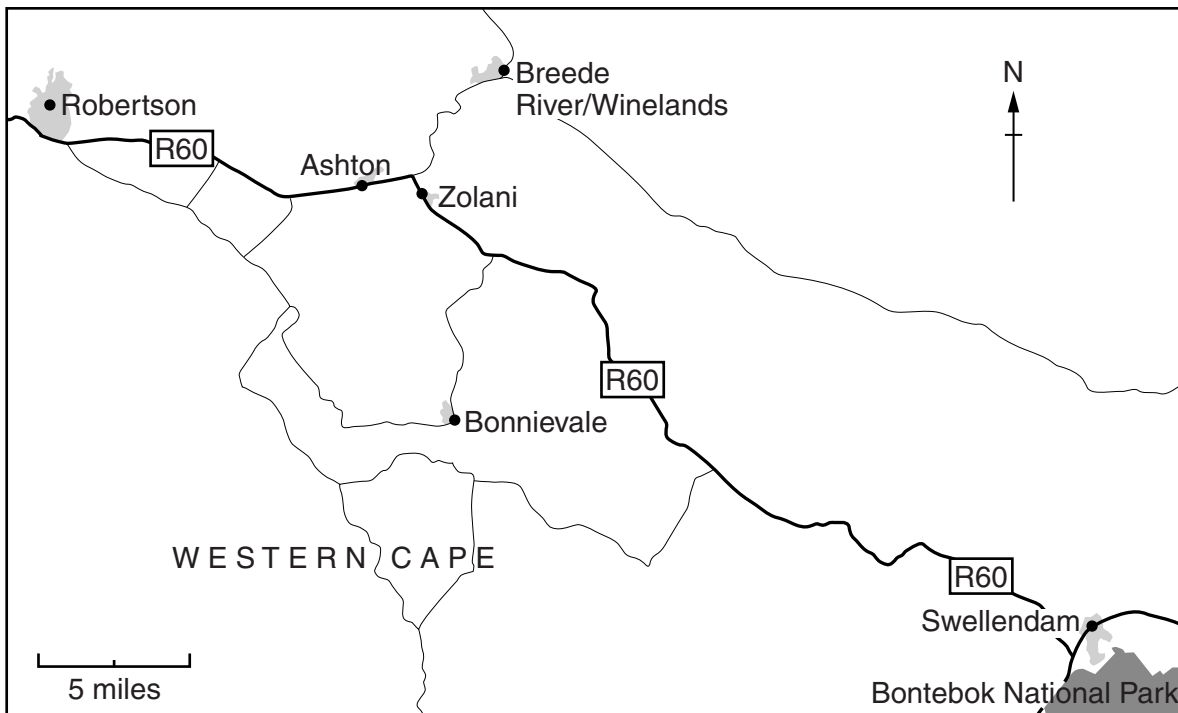 Breede
River/Winelands
N
Robertson
R60
Ashton
Zolani
R60
Bonnievale
WESTERN CAPE
R60
Swellendam
5 miles
Bontebok National Park